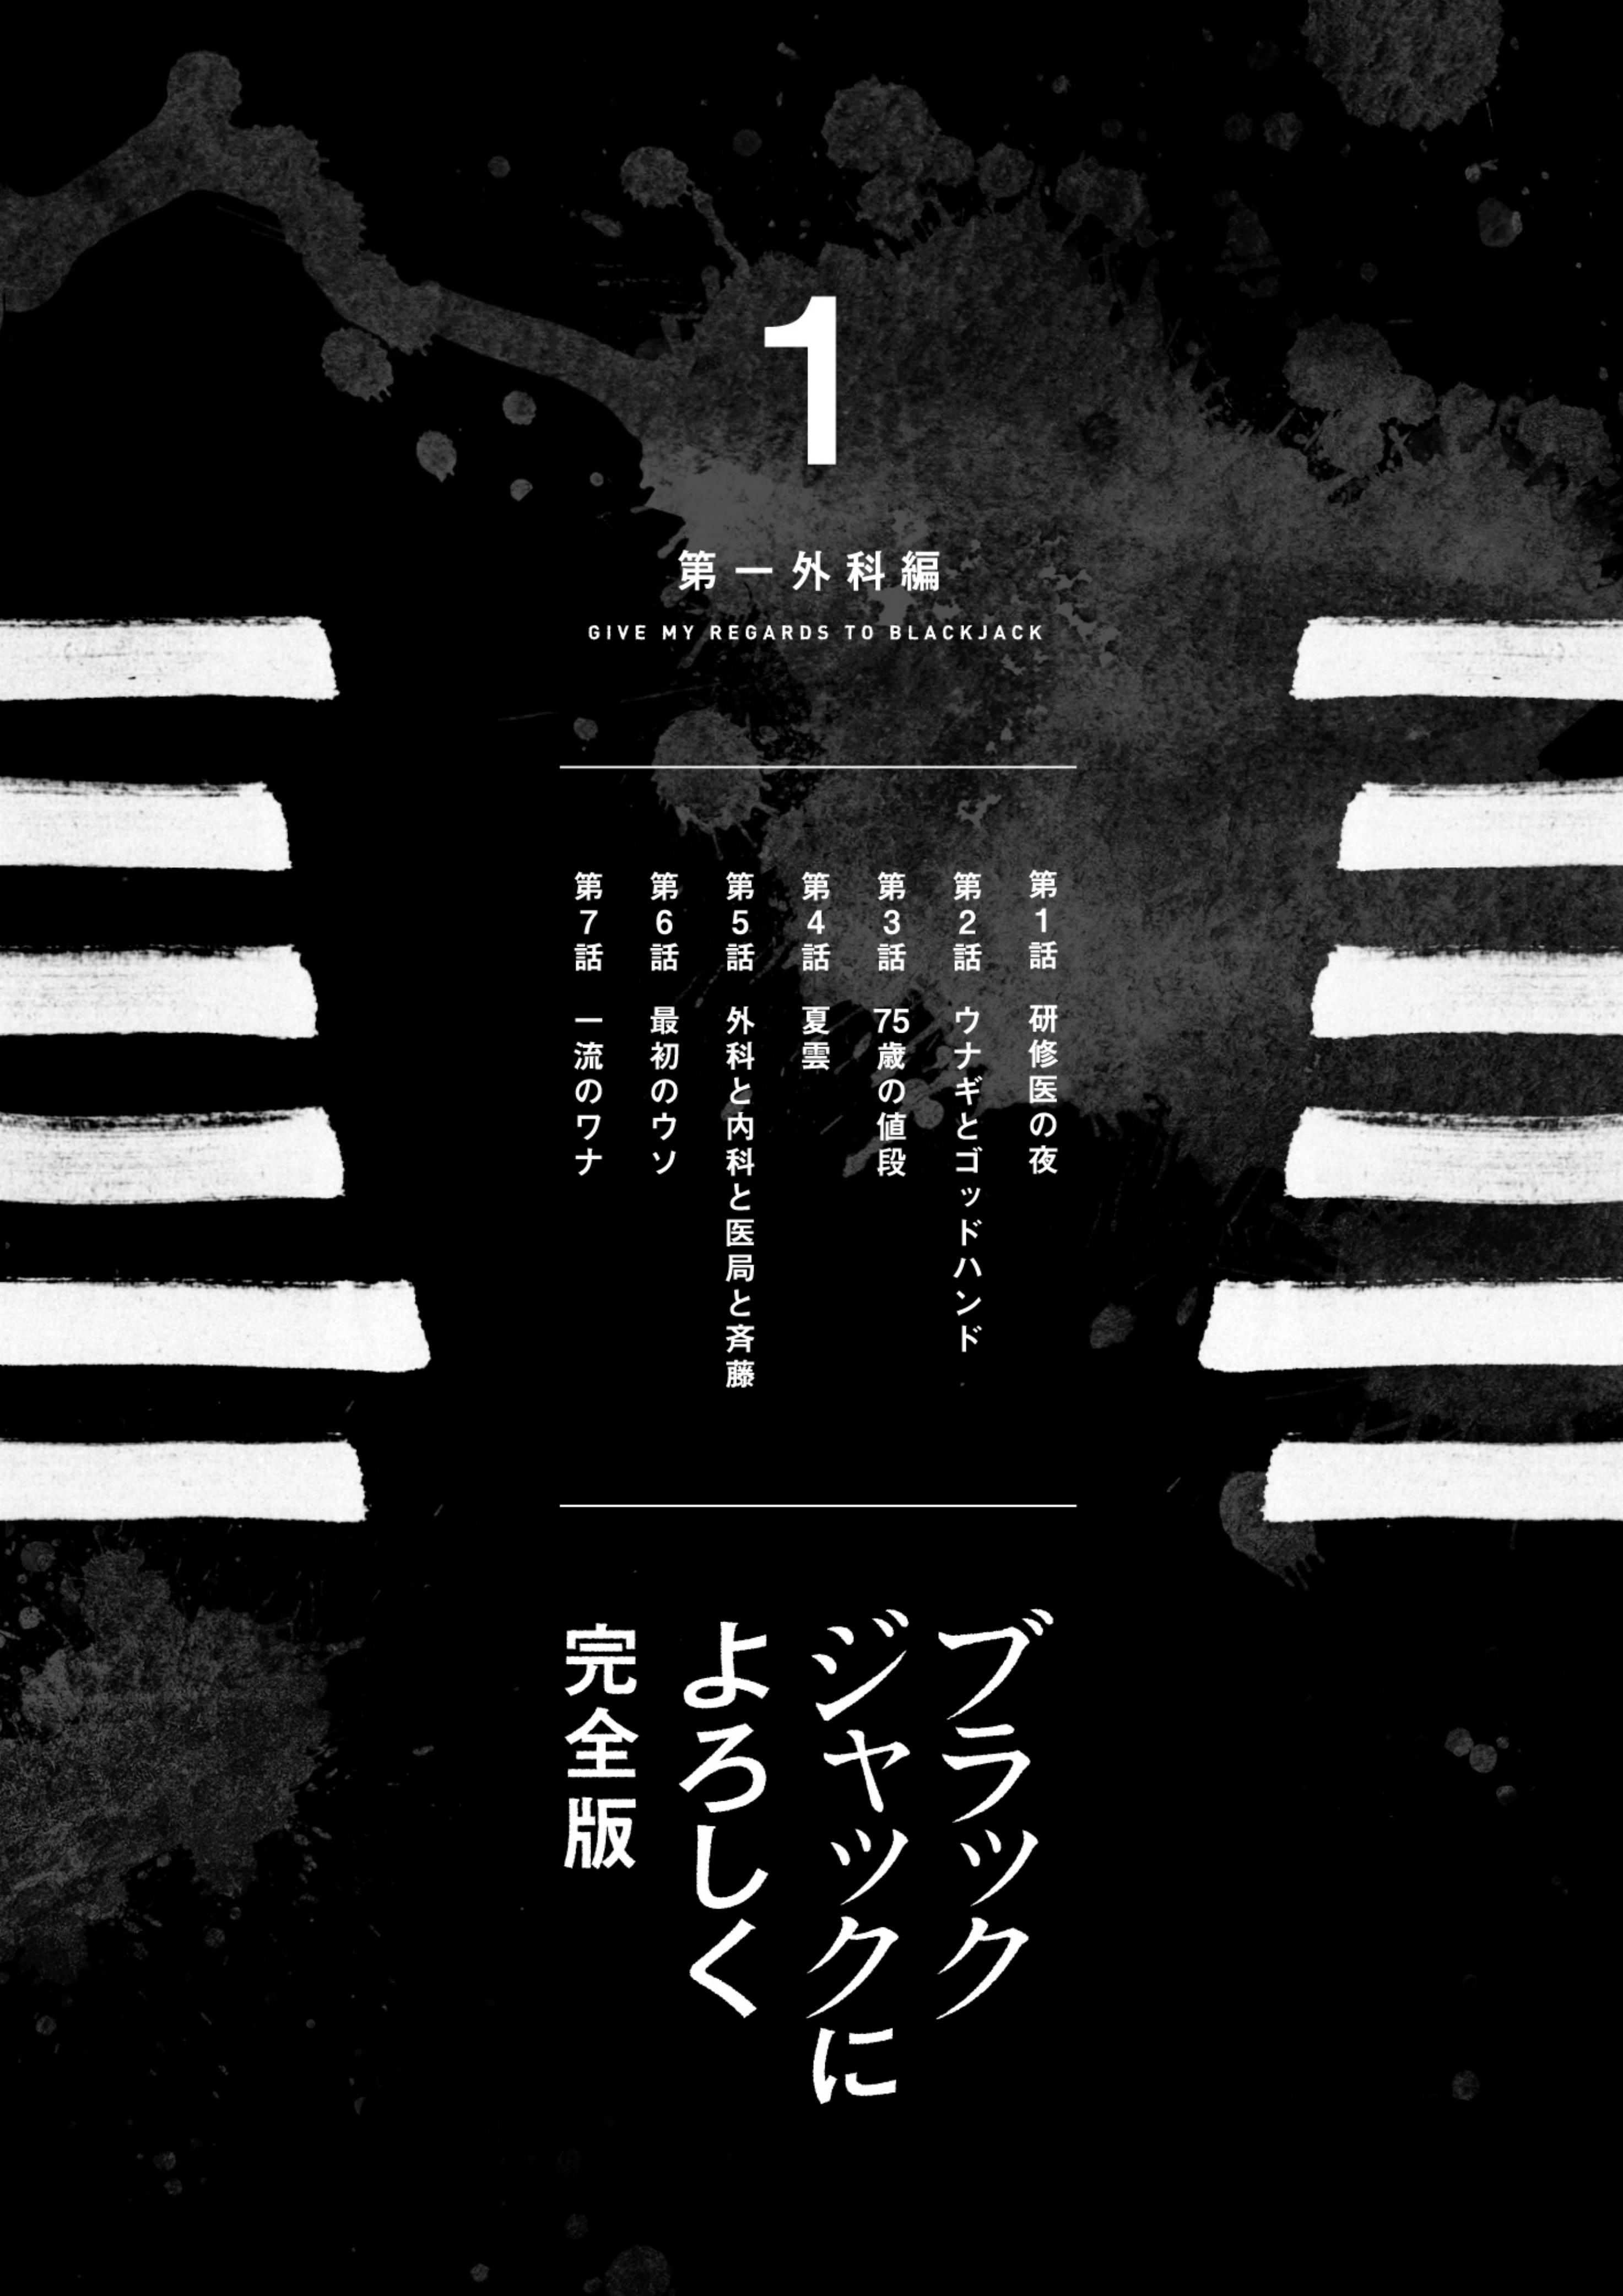 1
第一外科編
GIVE MY REGARDS TO BLACKJACK
第1話 研修医の夜
第2話 ウナギとゴッドハンド
第3話 75歳の値段
第4話 夏雲
第5話 外科と内科と医局と斉藤
第6話 最初のウソ
第7話 一流のワナ
ブラック
ジャックに
よろしく
完全版